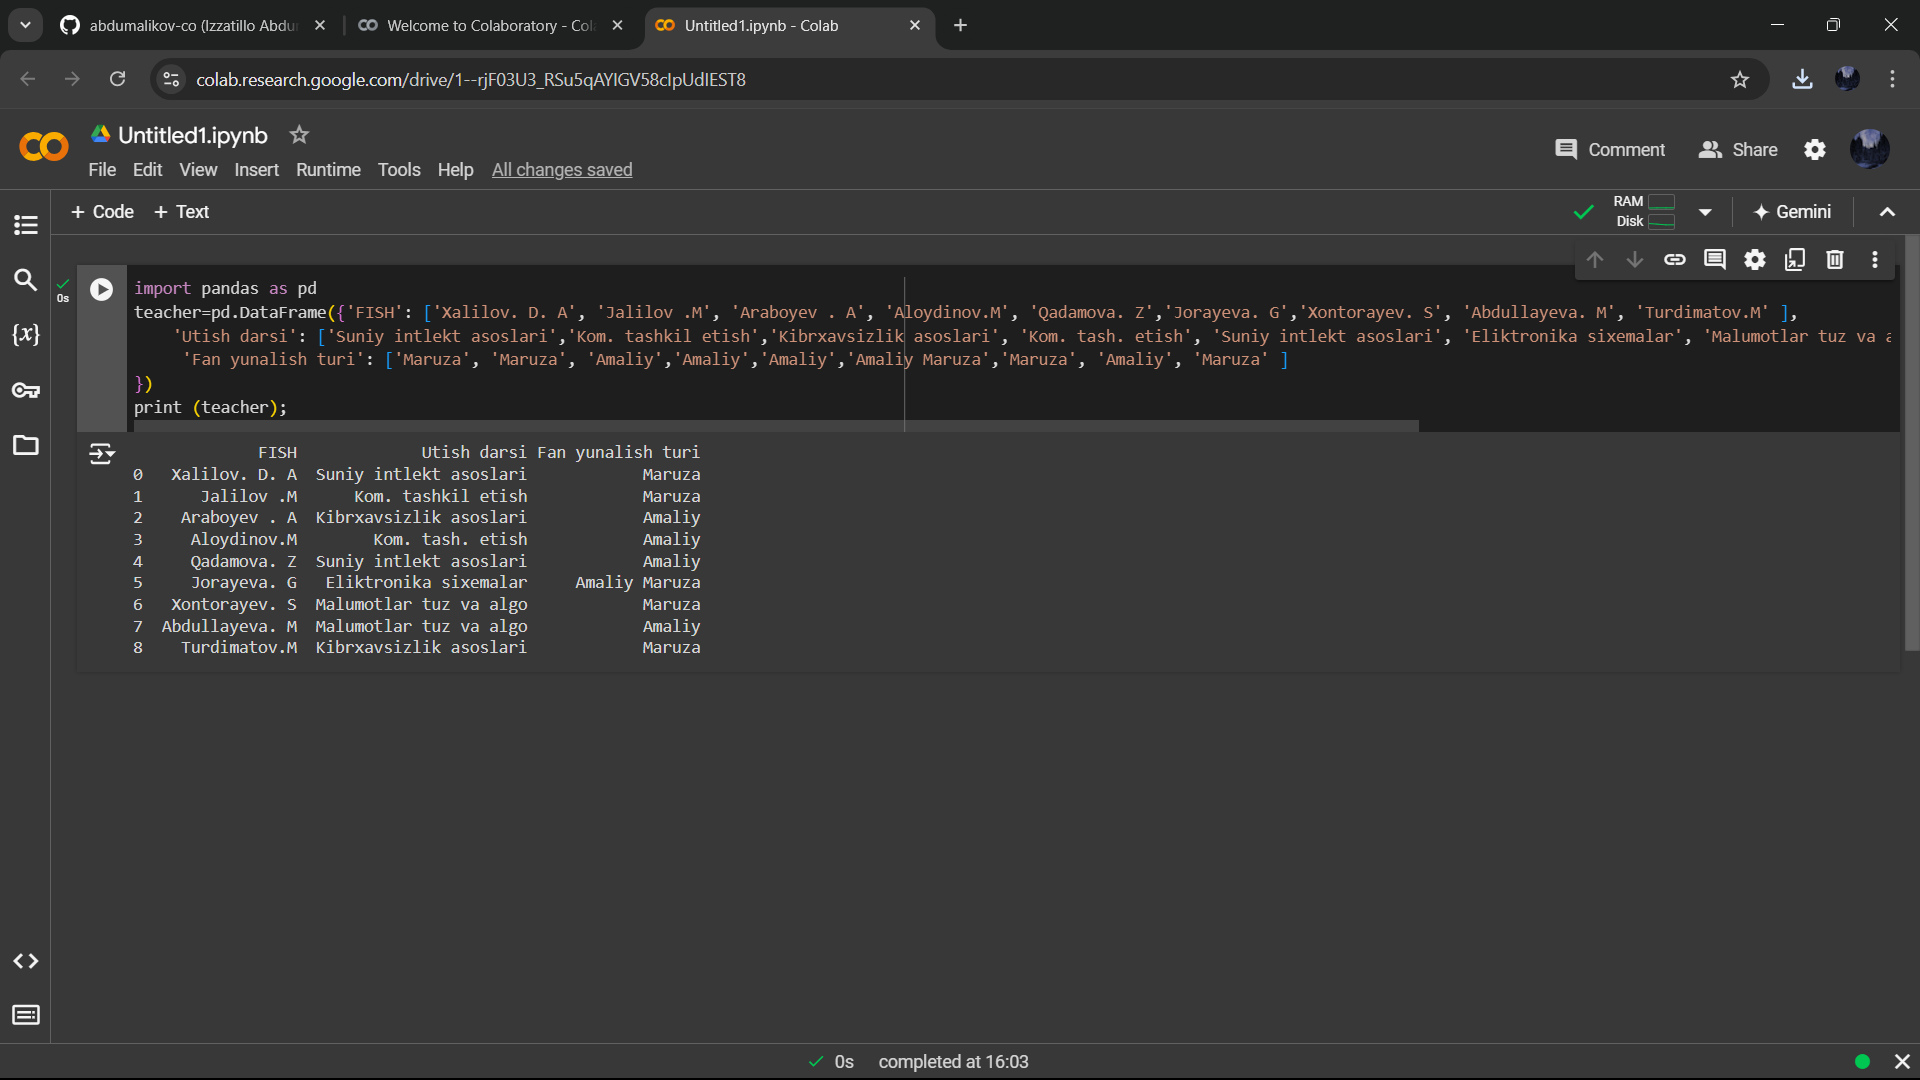 abdumalikov-co (Izzatillo Abdu
Welcome to Colaboratory - Col
Untitled1.ipynb - Colab
colab.research.google.com/drive/1--rjF03U3_RSu5qAYIGV58cIpUdIEST8
Untitled1.ipynb
Comment
Share
File Edit View Insert Runtime Tools Help All changes saved
+ Code + Text
RAM
Disk
Gemini
0s
import pandas as pd
teacher=pd.DataFrame({'FISH': ['Xalilov. D. A', 'Jalilov .M', 'Araboyev . A', 'Aloydinov.M', 'Qadamova. Z','Jorayeva. G','Xontorayev. S', 'Abdullayeva. M', 'Turdimatov.M' ],
'Utish darsi': ['Suniy intlekt asoslari','Kom. tashkil etish','Kibrxavsizlik asoslari', 'Kom. tash. etish', 'Suniy intlekt asoslari', 'Eliktronika sixemalar', 'Malumotlar tuz va a
'Fan yunalish turi': ['Maruza', 'Maruza', 'Amaliy','Amaliy','Amaliy','Amaliy Maruza','Maruza', 'Amaliy', 'Maruza' ]
})
print (teacher);
FISH Utish darsi Fan yunalish turi
0 Xalilov. D. A Suniy intlekt asoslari Maruza
1 Jalilov .M Kom. tashkil etish Maruza
2 Araboyev . A Kibrxavsizlik asoslari Amaliy
3 Aloydinov.M Kom. tash. etish Amaliy
4 Qadamova. Z Suniy intlekt asoslari Amaliy
5 Jorayeva. G Eliktronika sixemalar Amaliy Maruza
6 Xontorayev. S Malumotlar tuz va algo Maruza
7 Abdullayeva. M Malumotlar tuz va algo Amaliy
8 Turdimatov.M Kibrxavsizlik asoslari Maruza
0s completed at 16:03